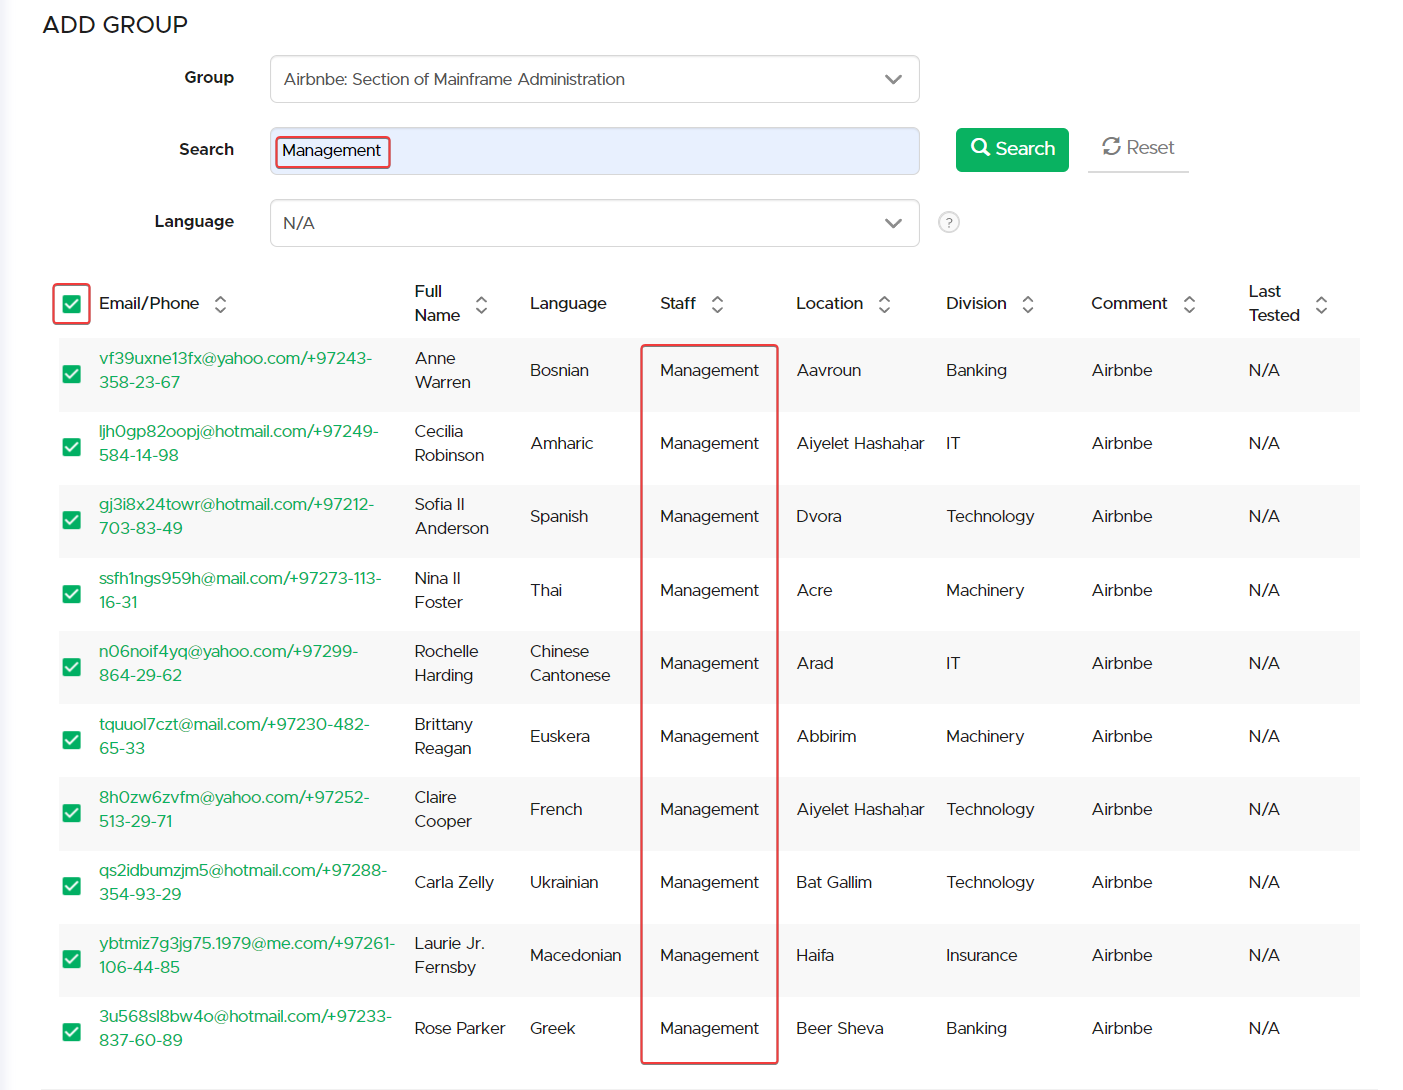 ADD GROUP
Group
Airbnbe: Section of Mainframe Administration
Search
Management
Search
Reset
Language
N/A
?
Email/Phone
Full
Name
Language
Staff
Location
Division
Comment
Last
Tested
vf39uxne13fx@yahoo.com/+97243-
358-23-67
Anne
Warren
Bosnian
Management
Aavroun
Banking
Airbnbe
N/A
ljh0gp82oopj@hotmail.com/+97249-
584-14-98
Cecilia
Robinson
Amharic
Management
Aiyelet Hashaḥar
IT
Airbnbe
N/A
gj3i8x24towr@hotmail.com/+97212-
703-83-49
Sofia II
Anderson
Spanish
Management
Dvora
Technology
Airbnbe
N/A
ssfh1ngs959h@mail.com/+97273-113-
16-31
Nina II
Foster
Thai
Management
Acre
Machinery
Airbnbe
N/A
n06noif4yq@yahoo.com/+97299-
864-29-62
Rochelle
Harding
Chinese
Cantonese
Management
Arad
IT
Airbnbe
N/A
tquuol7czt@mail.com/+97230-482-
65-33
Brittany
Reagan
Euskera
Management
Abbirim
Machinery
Airbnbe
N/A
8h0zw6zvfm@yahoo.com/+97252-
513-29-71
Claire
Cooper
French
Management
Aiyelet Hashaḥar
Technology
Airbnbe
N/A
qs2idbumzjm5@hotmail.com/+97288-
354-93-29
Carla Zelly
Ukrainian
Management
Bat Gallim
Technology
Airbnbe
N/A
ybtmiz7g3jg75.1979@me.com/+97261-
106-44-85
Laurie Jr.
Fernsby
Macedonian
Management
Haifa
Insurance
Airbnbe
N/A
3u568sl8bw4o@hotmail.com/+97233-
837-60-89
Rose Parker
Greek
Management
Beer Sheva
Banking
Airbnbe
N/A